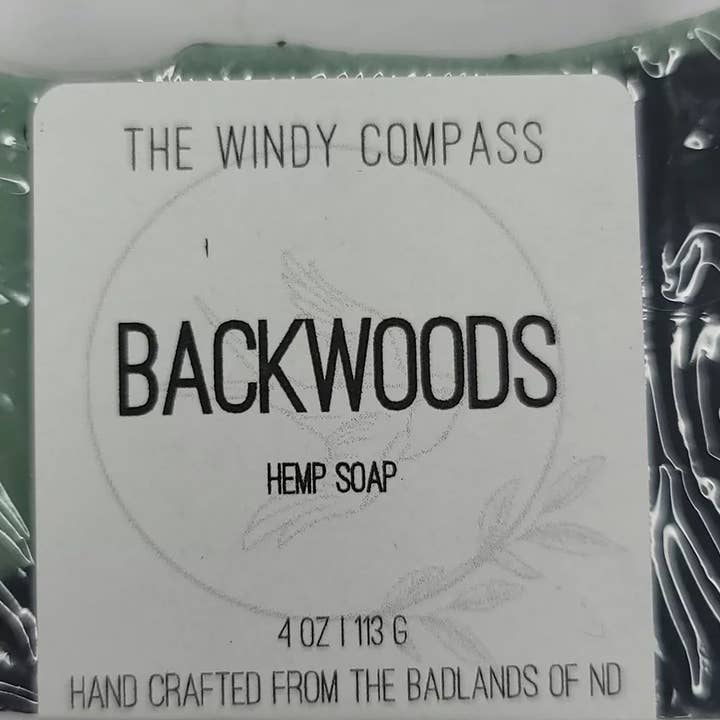 THE WINDY COMPASS
BACKWOODS
HEMP SOAP
4 OZ | 113 G
HAND CRAFTED FROM THE BADLANDS OF ND